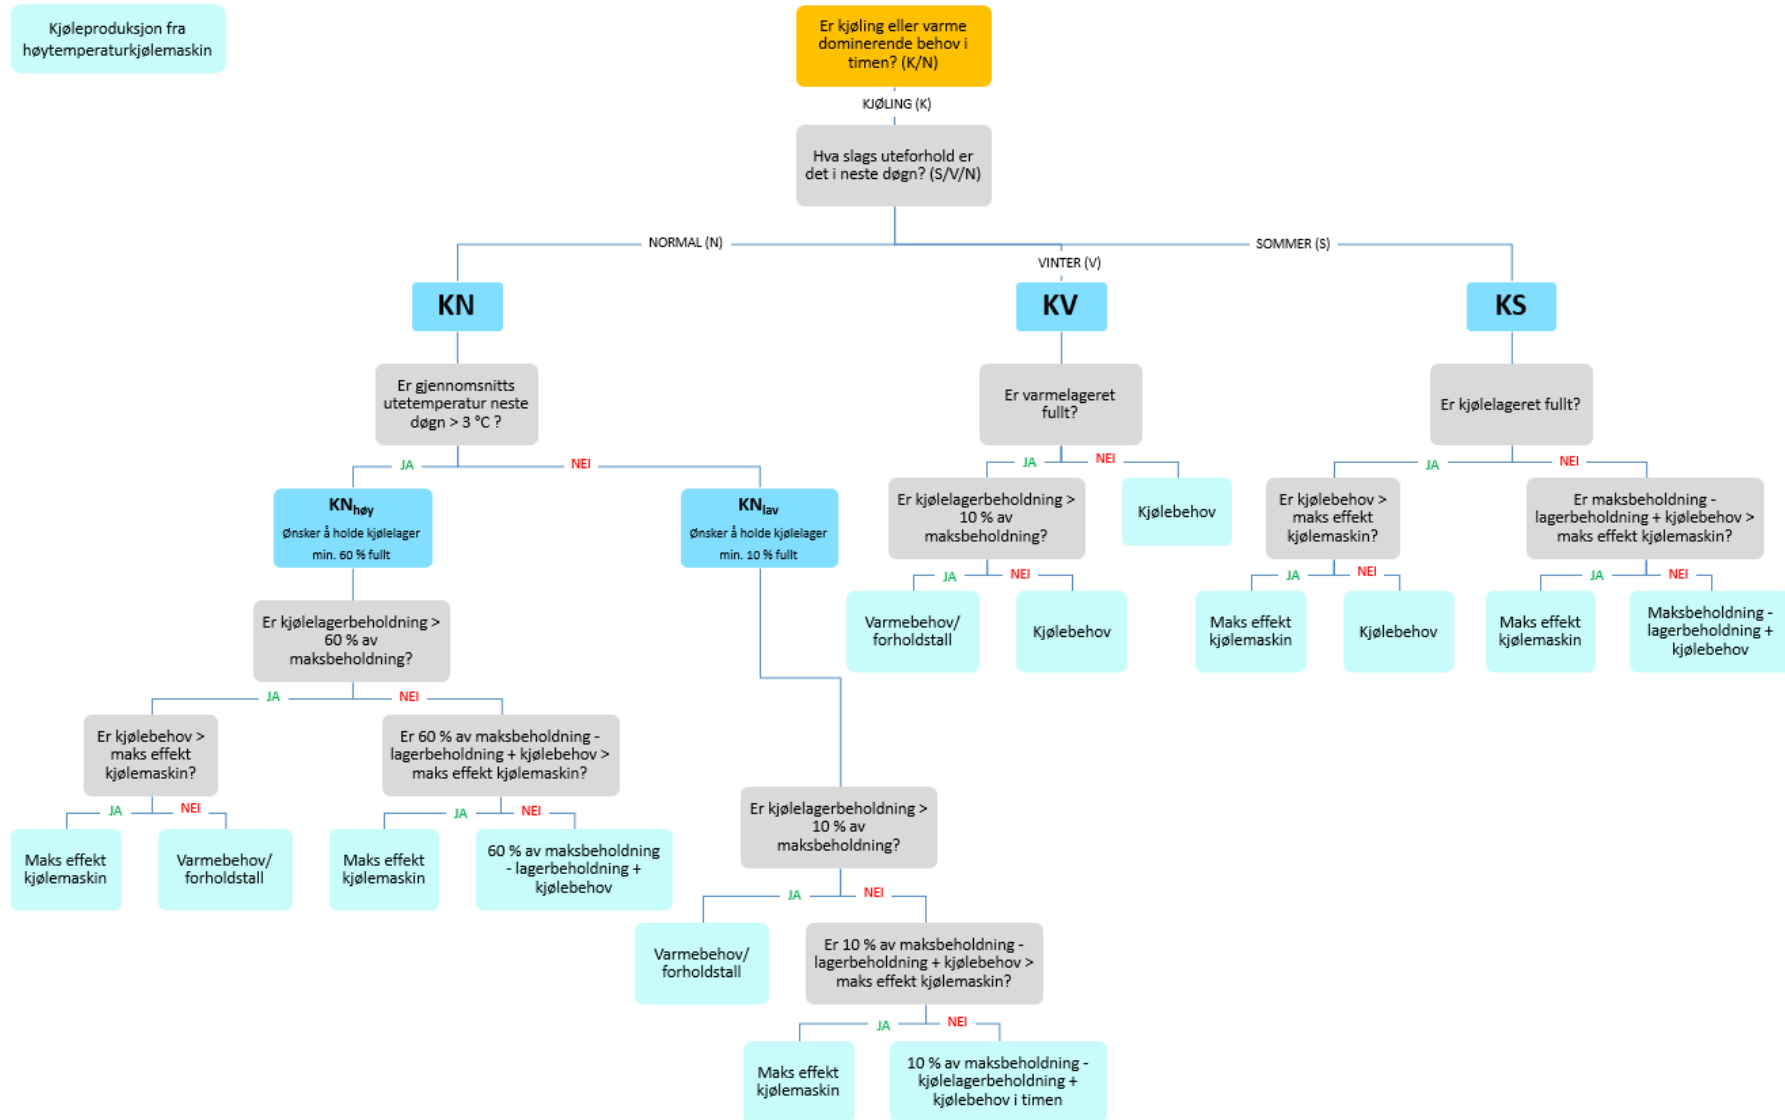 Kjøleproduksjon fra
høytemperaturkjølemaskin
Er kjøling eller varme
dominerende behov i
timen? (K/N)
KJØLING (K)
Hva slags uteforhold er
det i neste døgn? (S/V/N)
NORMAL (N)
VINTER (V)
SOMMER (S)
KN
KV
KS
Er gjennomsnitts
utetemperatur neste
døgn > 3 °C ?
JA
NEI
KNhøy
Ønsker å holde kjølelager
min. 60 % fullt
KNlav
Ønsker å holde kjølelager
min. 10 % fullt
Er kjølelagerbeholdning >
60 % av
maksbeholdning?
JA
NEI
Er kjølebehov >
maks effekt
kjølemaskin?
JA
NEI
Maks effekt
kjølemaskin
Varmebehov/
forholdstall
Er 60 % av maksbeholdning -
lagerbeholdning + kjølebehov >
maks effekt kjølemaskin?
JA
NEI
Maks effekt
kjølemaskin
60 % av maksbeholdning
- lagerbeholdning +
kjølebehov
Er kjølelagerbeholdning >
10 % av
maksbeholdning?
JA
NEI
Varmebehov/
forholdstall
Er 10 % av maksbeholdning -
lagerbeholdning + kjølebehov >
maks effekt kjølemaskin?
JA
NEI
Maks effekt
kjølemaskin
10 % av maksbeholdning -
kjølelagerbeholdning +
kjølebehov i timen
Er varmelageret
fullt?
JA
NEI
Er kjølelagerbeholdning >
10 % av
maksbeholdning?
Kjølebehov
JA
NEI
Varmebehov/
forholdstall
Kjølebehov
Er kjølelageret fullt?
JA
NEI
Er kjølebehov >
maks effekt
kjølemaskin?
JA
NEI
Maks effekt
kjølemaskin
Kjølebehov
Er maksbeholdning -
lagerbeholdning + kjølebehov >
maks effekt kjølemaskin?
JA
NEI
Maks effekt
kjølemaskin
Maksbeholdning -
lagerbeholdning +
kjølebehov